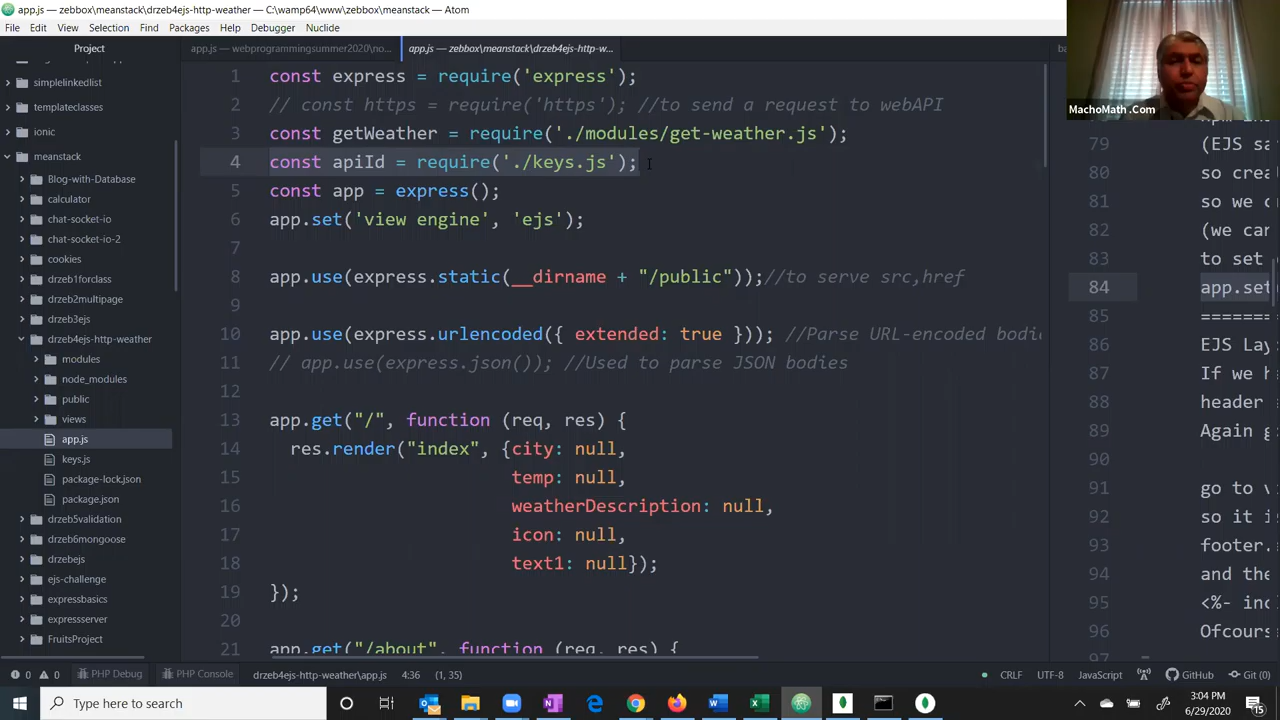 app.js — zebbox\meanstack\drzeb4ejs-http-weather — C:\wamp64\www\zebbox\meanstack — Atom
File Edit View Selection Find Packages Help Debugger Nuclide
Project
app.js — webprogrammingsummer2020\no...
app.js — zebbox\meanstack\drzeb4ejs-http-w...
simplelinkedlist
templateclasses
ionic
meanstack
Blog-with-Database
calculator
chat-socket-io
chat-socket-io-2
cookies
drzeb1forclass
drzeb2multipage
drzeb3ejs
drzeb4ejs-http-weather
modules
node_modules
public
views
app.js
keys.js
package-lock.json
package.json
drzeb5validation
drzeb6mongoose
drzebejs
ejs-challenge
expressbasics
expressserver
FruitsProject
1 const express = require('express');
2 // const https = require('https'); //to send a request to webAPI
3 const getWeather = require('./modules/get-weather.js');
4 const apiId = require('./keys.js');
5 const app = express();
6 app.set('view engine', 'ejs');
7
8 app.use(express.static(__dirname + "/public"));//to serve src,href
9
10 app.use(express.urlencoded({ extended: true })); //Parse URL-encoded bodi
11 // app.use(express.json()); //Used to parse JSON bodies
12
13 app.get("/", function (req, res) {
14 res.render("index", {city: null,
15 temp: null,
16 weatherDescription: null,
17 icon: null,
18 text1: null});
19 });
20
21 app.get("/about", function (req, res) {
MachoMath .Com
79 (EJS sa
80 so crea
81 so we c
82 (we can
83 to set
84 app.set
85 =======
86 EJS Lay
87 If we h
88 header
89 Again g
90
91 go to v
92 so it i
93 footer.
94 and the
95 <%- inc
96 Ofcours
97
0 0 PHP Debug PHP Console drzeb4ejs-http-weather\app.js 4:36 (1, 35) CRLF UTF-8 JavaScript GitHub Git (0)
Type here to search
3:04 PM
6/29/2020
15